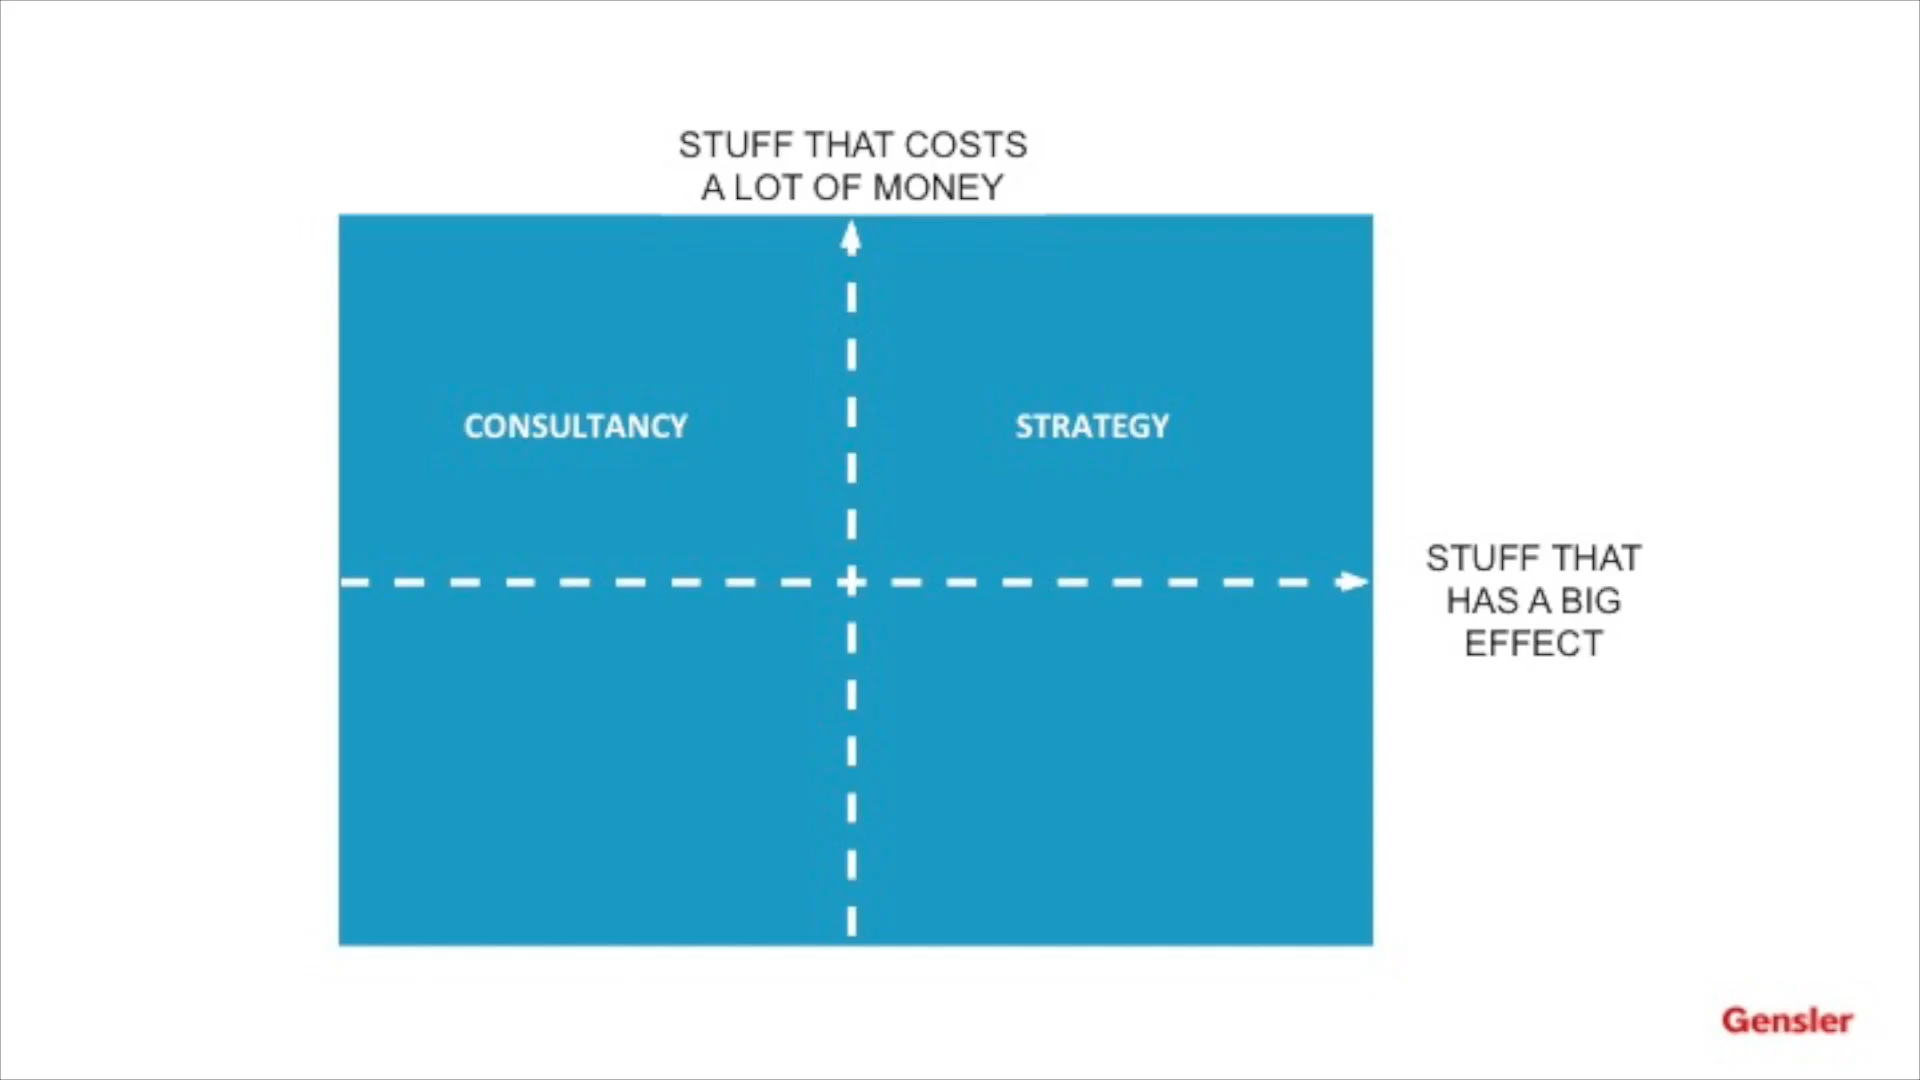 STUFF THAT COSTS
A LOT OF MONEY
CONSULTANCY
STRATEGY
STUFF THAT
HAS A BIG
EFFECT
Gensler